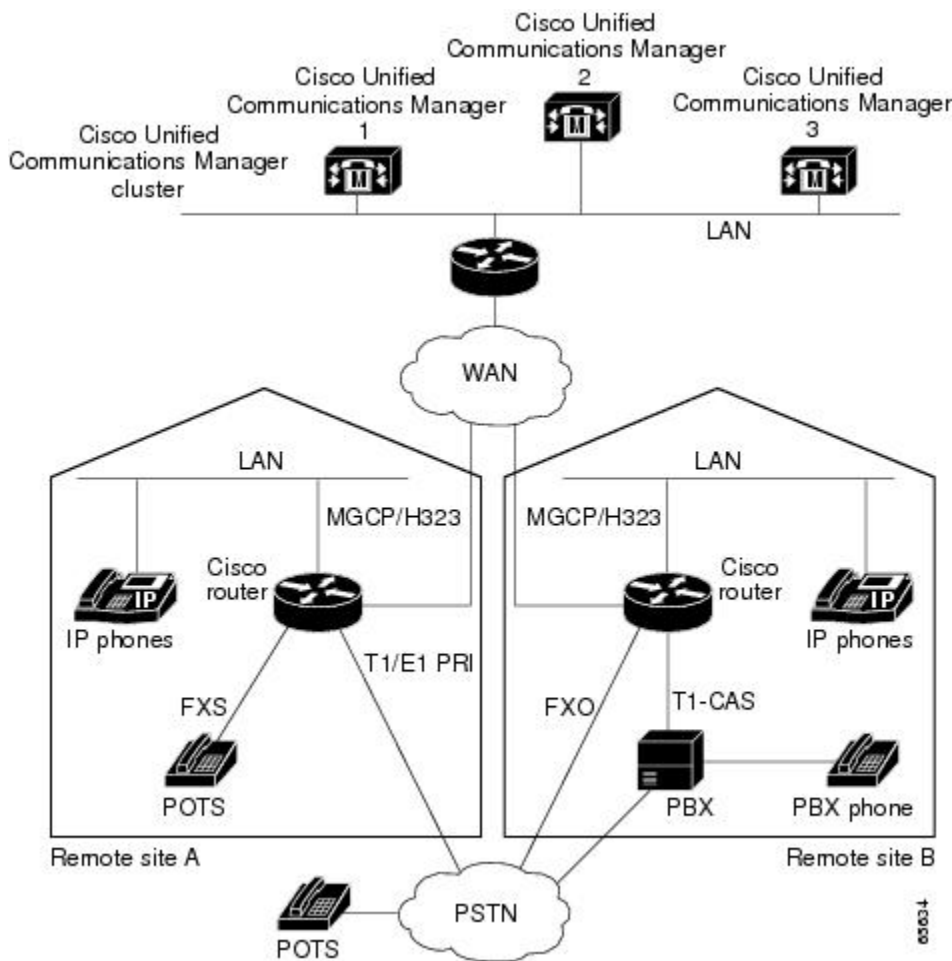 Cisco Unified
Communications Manager
2
Cisco Unified
Communications Manager
1
Cisco Unified
Communications Manager
3
Cisco Unified
Communications Manager
cluster
M
M
M
LAN
WAN
LAN
LAN
MGCP/H323
MGCP/H323
Cisco
router
Cisco
router
IP
IP
IP phones
IP phones
T1/E1 PRI
FXS
FXO
T1-CAS
POTS
PBX
PBX phone
Remote site A
Remote site B
PSTN
POTS
65634